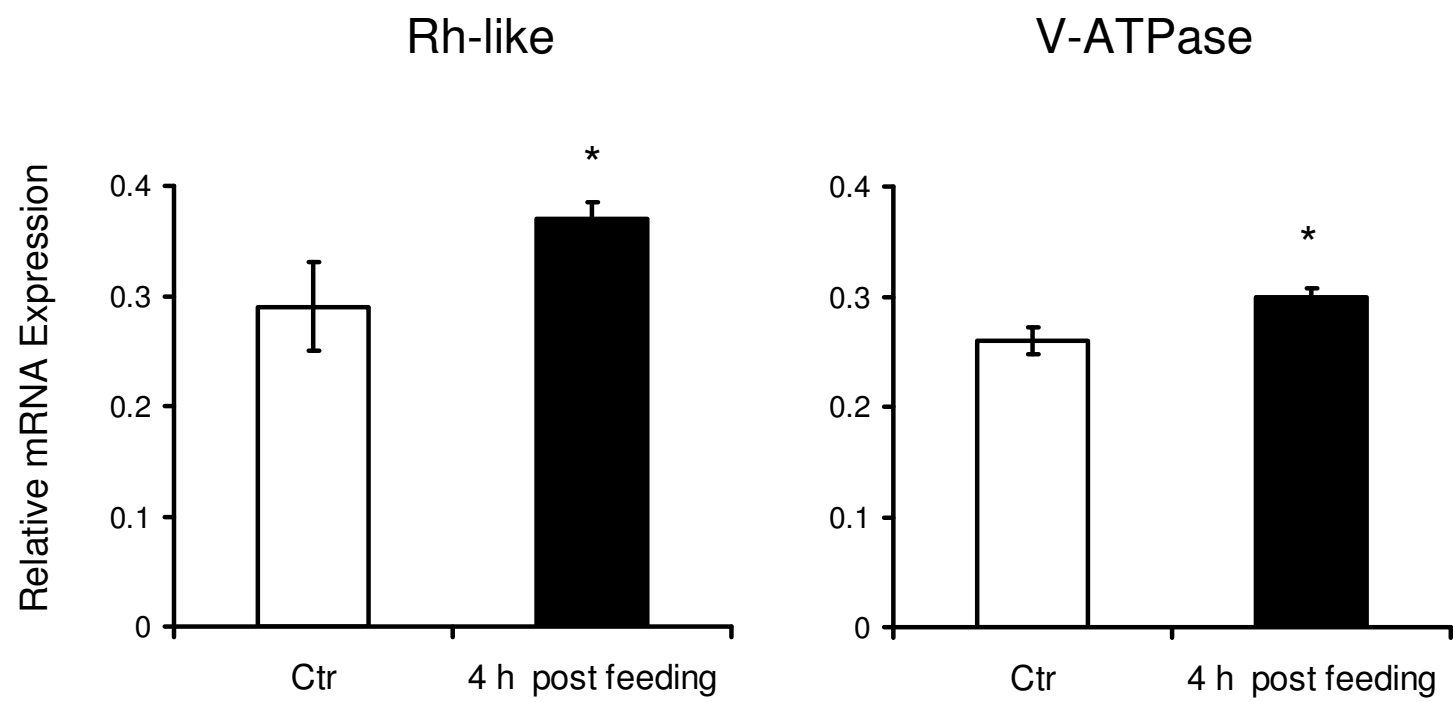 Rh-like
V-ATPase
Relative mRNA Expression
*
0.4
0.3
0.2
0.1
0
Ctr
4 h post feeding
*
0.4
0.3
0.2
0.1
0
Ctr
4 h post feeding